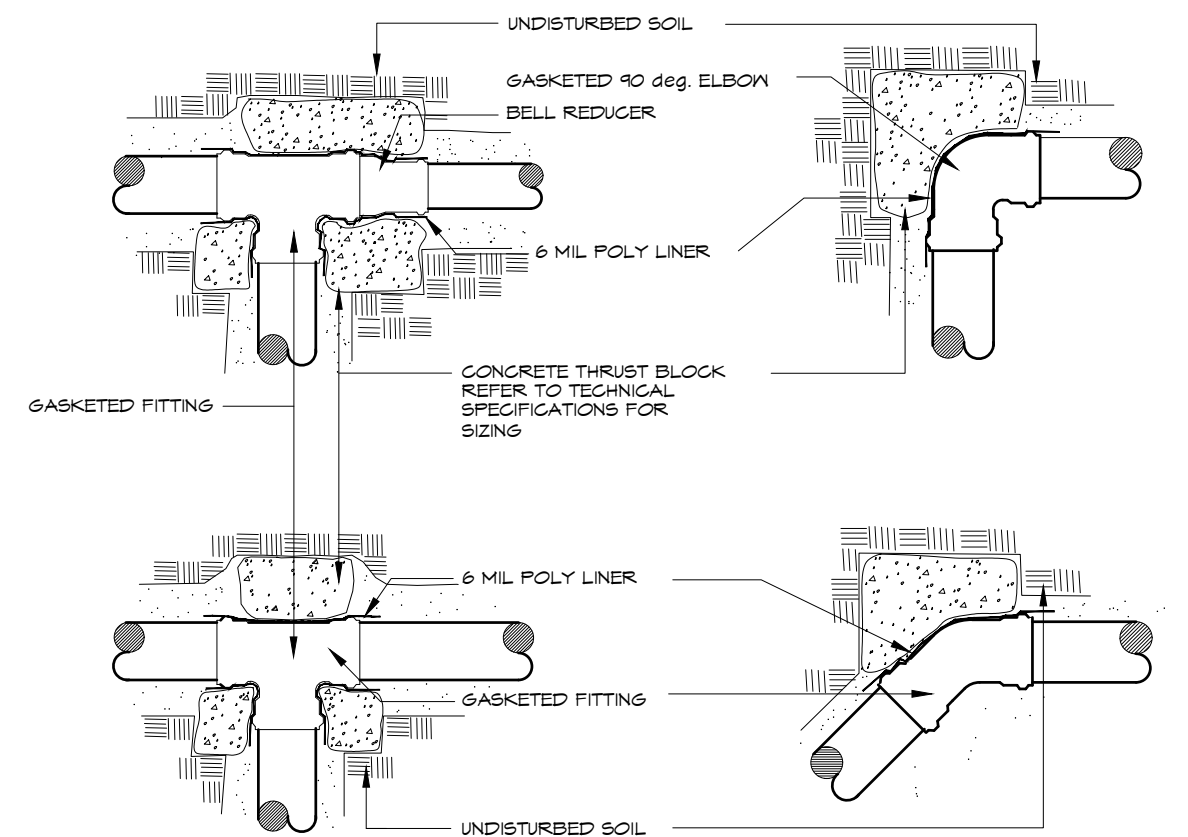 UNDISTURBED SOIL
GASKETED 90 deg. ELBOW
BELL REDUCER
6 MIL POLY LINER
CONCRETE THRUST BLOCK
REFER TO TECHNICAL
SPECIFICATIONS FOR
SIZING
GASKETED FITTING
6 MIL POLY LINER
GASKETED FITTING
UNDISTURBED SOIL